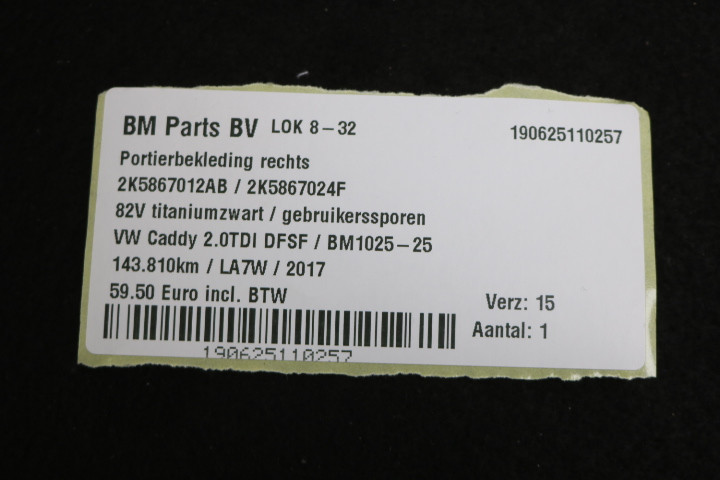 BM Parts BV LOK 8-32 190625110257
Portierbekleding rechts
2K5867012AB / 2K5867024F
82V titaniumzwart / gebruikerssporen
VW Caddy 2.0TDI DFSF / BM1025-25
143.810km / LA7W / 2017
59.50 Euro incl. BTW Verz: 15
Aantal: 1
190625110257